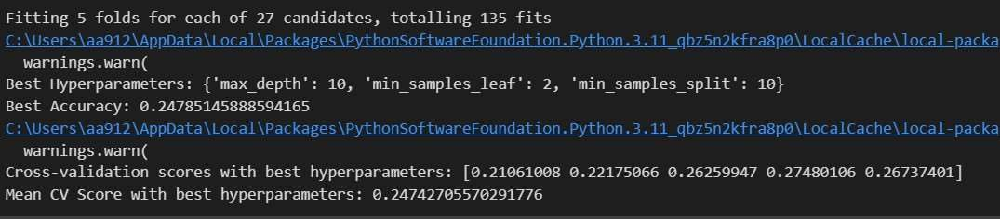 Fitting 5 folds for each of 27 candidates, totalling 135 fits
C:\Users\aa912\AppData\Local\Packages\PythonSoftwareFoundation.Python.3.11_qbz5n2kfra8p0\LocalCache\local-packa
warnings.warn(
Best Hyperparameters: {'max_depth': 10, 'min_samples_leaf': 2, 'min_samples_split': 10}
Best Accuracy: 0.24785145888594165
C:\Users\aa912\AppData\Local\Packages\PythonSoftwareFoundation.Python.3.11_qbz5n2kfra8p0\LocalCache\local-packa
warnings.warn(
Cross-validation scores with best hyperparameters: [0.21061008 0.22175066 0.26259947 0.27480106 0.26737401]
Mean CV Score with best hyperparameters: 0.24742705570291776